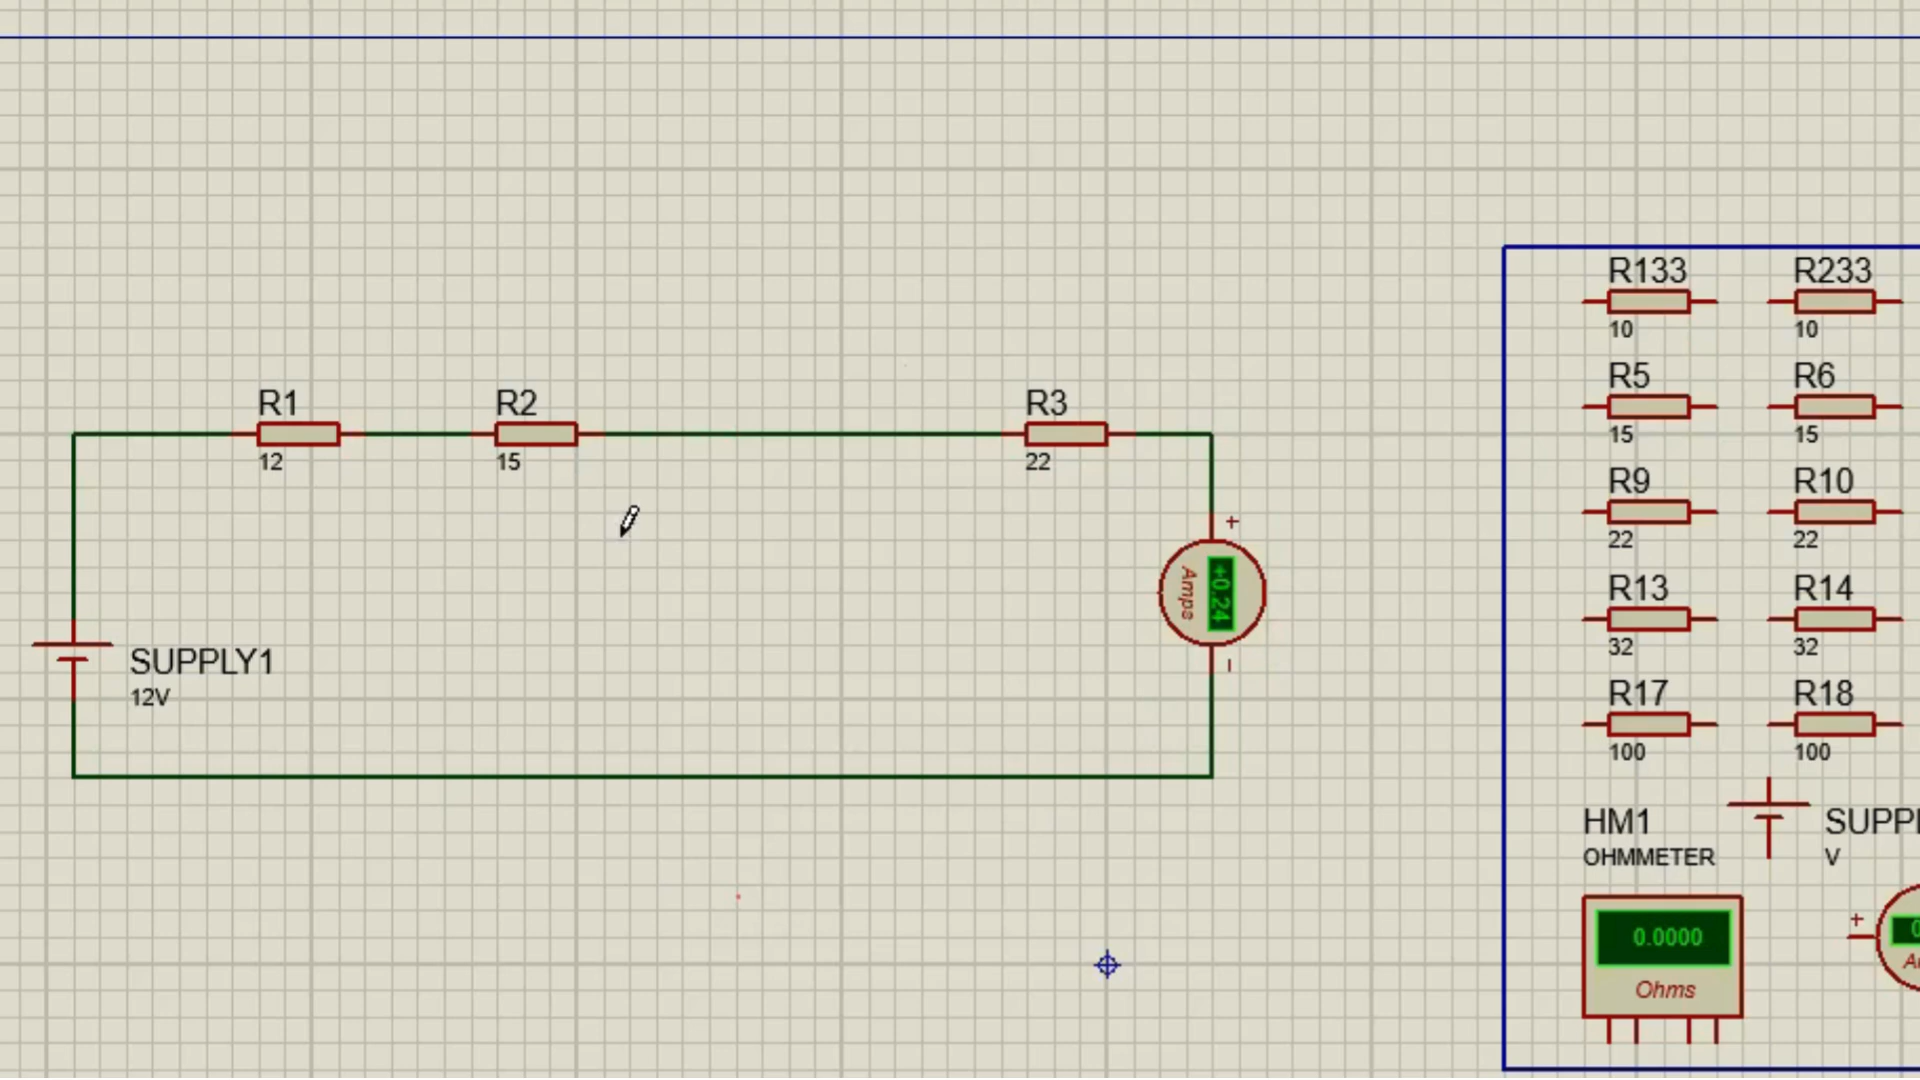 R1
12
R2
15
R3
22
+
+0.24
Amps
SUPPLY1
12V
R133
10
R233
10
R5
15
R6
15
R9
22
R10
22
R13
32
R14
32
R17
100
R18
100
HM1
OHMMETER
V
0.0000
Ohms
+